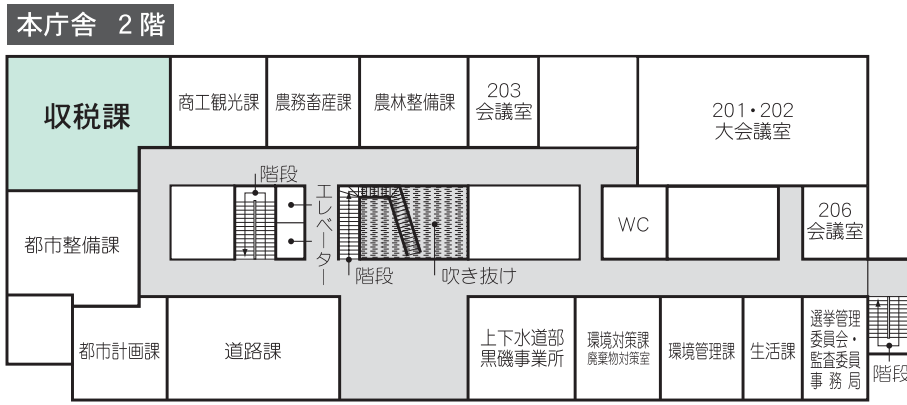 本庁舎 2階
収税課
商工観光課
農務畜産課
農林整備課
203
会議室
201・202
大会議室
階段
エレベーター
階段
吹き抜け
WC
206
会議室
都市整備課
都市計画課
道路課
上下水道部
黒磯事業所
環境対策課
廃棄物対策室
環境管理課
生活課
選挙管理
委員会・
監査委員
事務局
階段